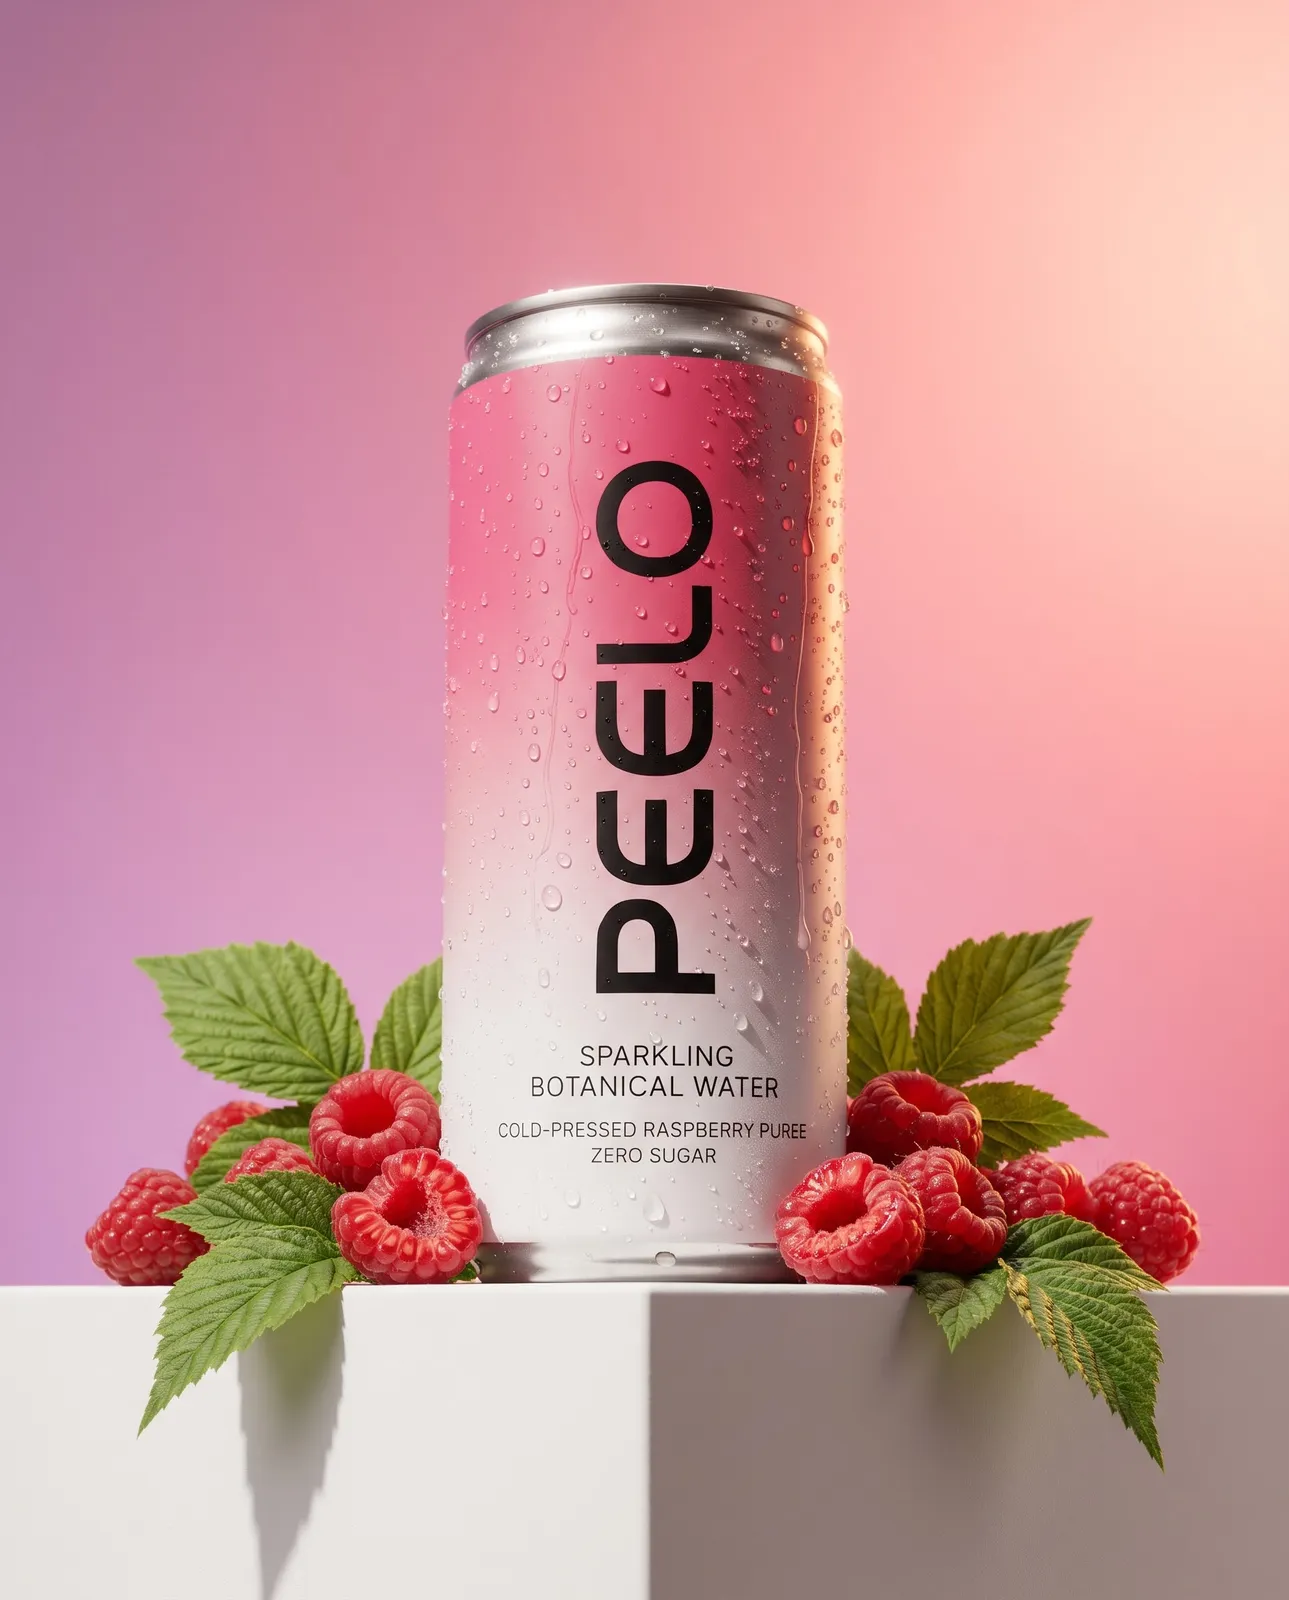 PEELO
SPARKLING
BOTANICAL WATER
COLD-PRESSED RASPBERRY PUREE
ZERO SUGAR